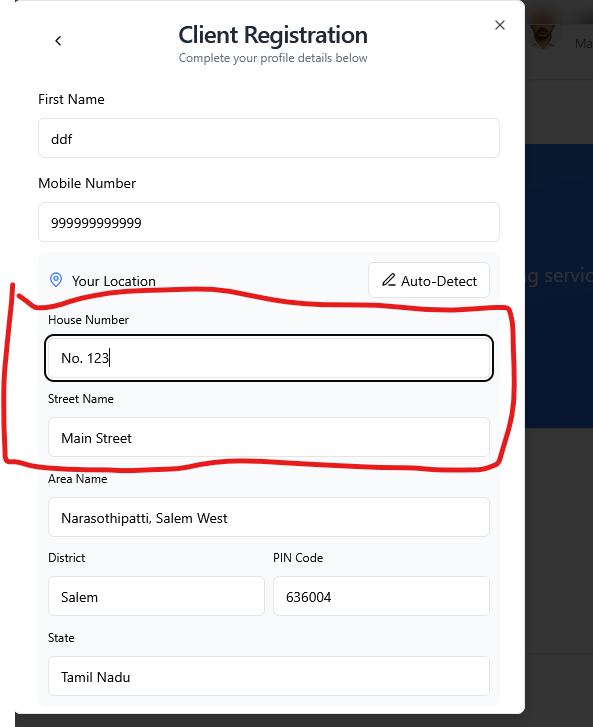 Client Registration
Complete your profile details below
First Name
ddf
Mobile Number
999999999999
Your Location
Auto-Detect
House Number
No. 123
Street Name
Main Street
Area Name
Narasothipatti, Salem West
District
PIN Code
Salem
636004
State
Tamil Nadu
Ma
g servic